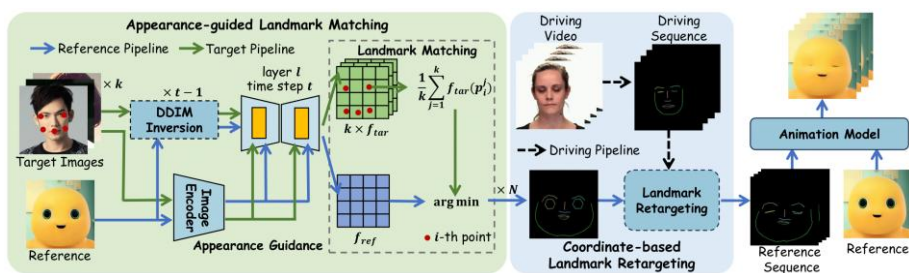 Appearance-guided Landmark Matching
Reference Pipeline
Target Pipeline
× k
Target Images
Reference
× t − 1
DDIM
Inversion
Image
Encoder
layer l
time step t
Appearance Guidance
Landmark Matching
k × f_tar
1/k ∑_{j=1}^{k} f_tar(p_i^j)
f_ref
arg min
i-th point
× N
Driving
Video
Driving
Sequence
Driving Pipeline
Landmark
Retargeting
Coordinate-based
Landmark Retargeting
Animation Model
Reference
Sequence
Reference